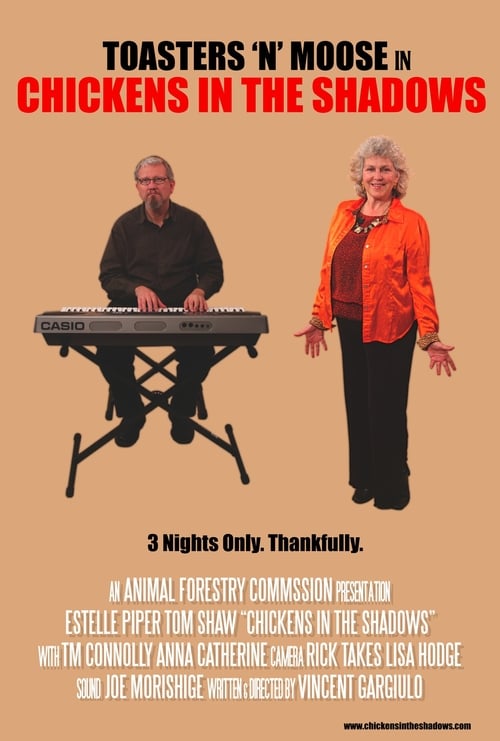 TOASTERS 'N' MOOSE IN
CHICKENS IN THE SHADOWS
CASIO
3 Nights Only. Thankfully.
AN ANIMAL FORESTRY COMMSSION PRESENTATION
ESTELLE PIPER TOM SHAW "CHICKENS IN THE SHADOWS"
WITH TM CONNOLLY ANNA CATHERINE CAMERA RICK TAKES LISA HODGE
SOUND JOE MORISHIGE WRITTEN & DIRECTED BY VINCENT GARGIULO
www.chickensintheshadows.com